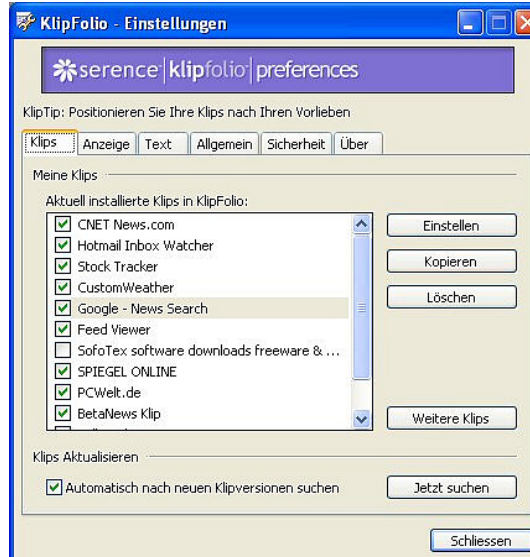 KlipFolio - Einstellungen
serence klipfolio preferences
KlipTip: Positionieren Sie Ihre Klips nach Ihren Vorlieben
Klips Anzeige Text Allgemein Sicherheit Über
Meine Klips
Aktuell installierte Klips in KlipFolio:
CNET News.com
Hotmail Inbox Watcher
Stock Tracker
CustomWeather
Google - News Search
Feed Viewer
SofoTex software downloads freeware & ...
SPIEGEL ONLINE
PCWelt.de
BetaNews Klip
Einstellen
Kopieren
Löschen
Weitere Klips
Klips Aktualisieren
Automatisch nach neuen Klipversionen suchen
Jetzt suchen
Schliessen